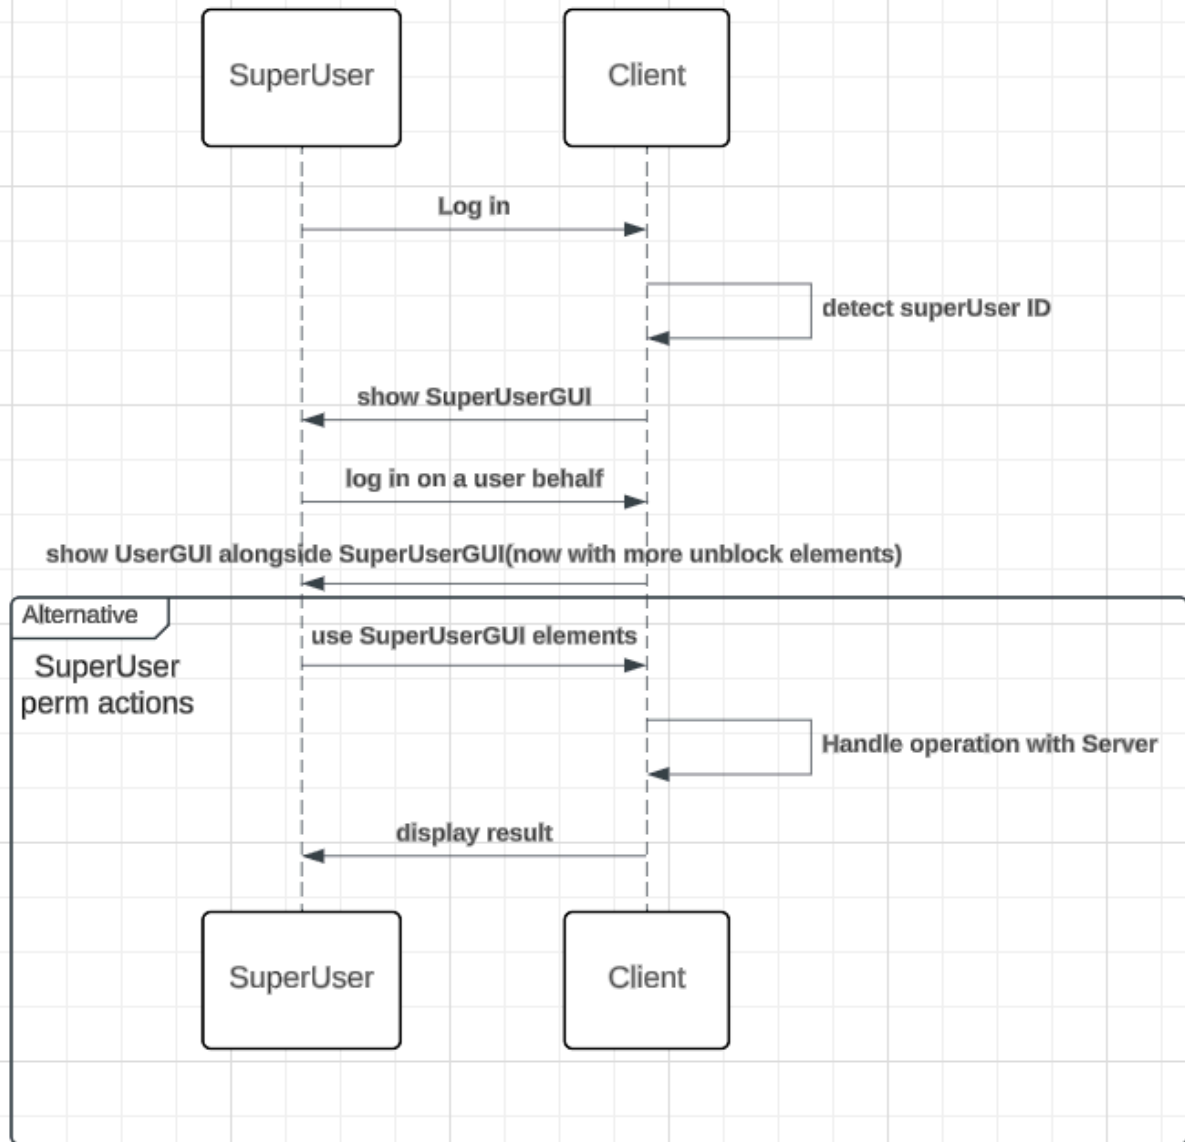 SuperUser
Client
Log in
detect superUser ID
show SuperUserGUI
log in on a user behalf
show UserGUI alongside SuperUserGUI(now with more unblock elements)
Alternative
use SuperUserGUI elements
SuperUser
perm actions
Handle operation with Server
display result
SuperUser
Client